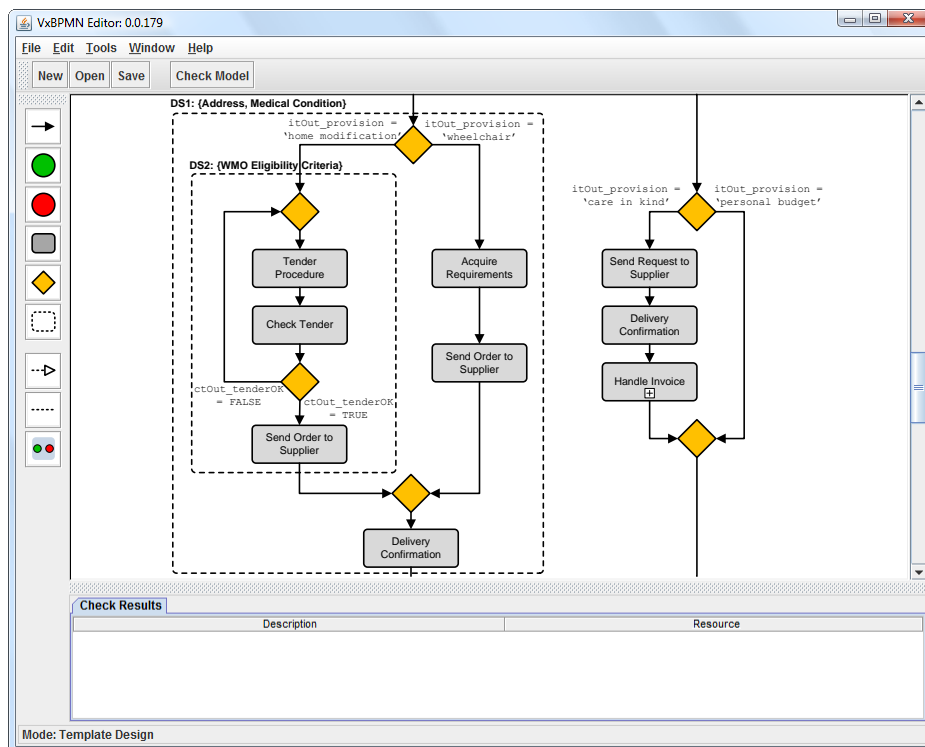 VxBPMN Editor: 0.0.179
File Edit Tools Window Help
New Open Save Check Model
DS1: {Address, Medical Condition}
itOut_provision =
‘home modification’
itOut_provision =
‘wheelchair’
DS2: {WMO Eligibility Criteria}
Tender
Procedure
Check Tender
ctOut_tenderOK
= FALSE
ctOut_tenderOK
= TRUE
Send Order to
Supplier
Acquire
Requirements
Send Order to
Supplier
Delivery
Confirmation
itOut_provision =
‘care in kind’
itOut_provision =
‘personal budget’
Send Request to
Supplier
Delivery
Confirmation
Handle Invoice
Check Results
Description Resource
Mode: Template Design